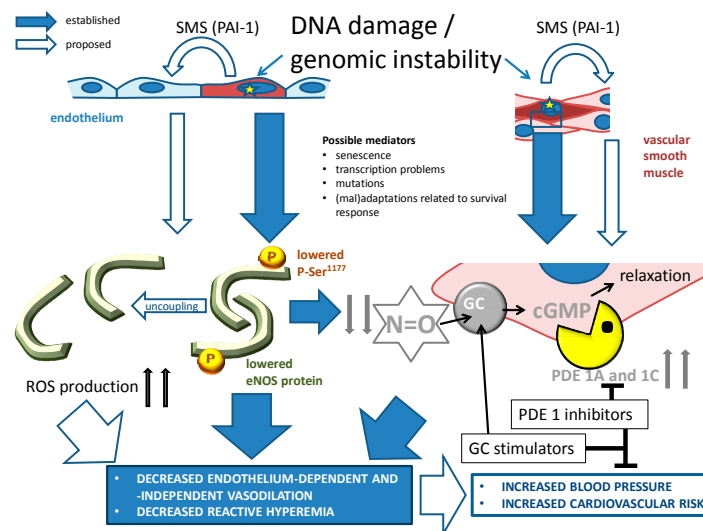 established
proposed
SMS (PAI-1)
DNA damage /
genomic instability
SMS (PAI-1)
endothelium
Possible mediators
• senescence
• transcription problems
• mutations
• (mal)adaptations related to survival
response
vascular
smooth
muscle
P
lowered
P-Ser1177
uncoupling
N=O
GC
cGMP
relaxation
P
lowered
eNOS protein
ROS production
PDE 1A and 1C
PDE 1 inhibitors
GC stimulators
• DECREASED ENDOTHELIUM-DEPENDENT AND
-INDEPENDENT VASODILATION
• DECREASED REACTIVE HYPEREMIA
• INCREASED BLOOD PRESSURE
• INCREASED CARDIOVASCULAR RISK